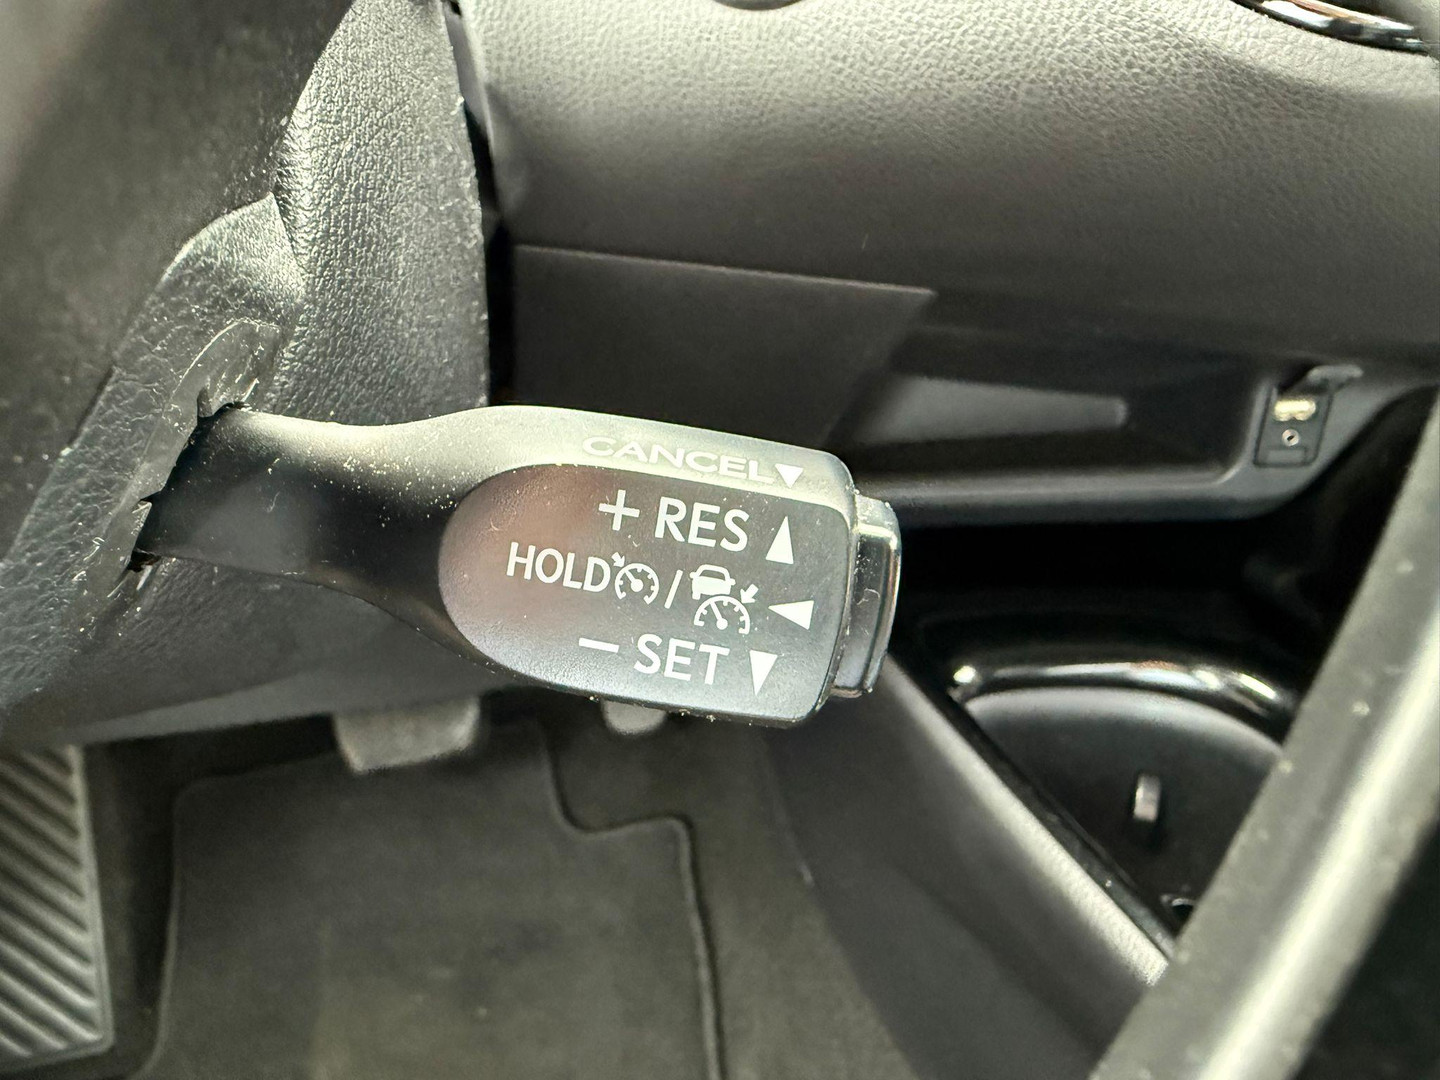 CANCEL▼
+ RES ▲
HOLD / ◀
− SET ▼